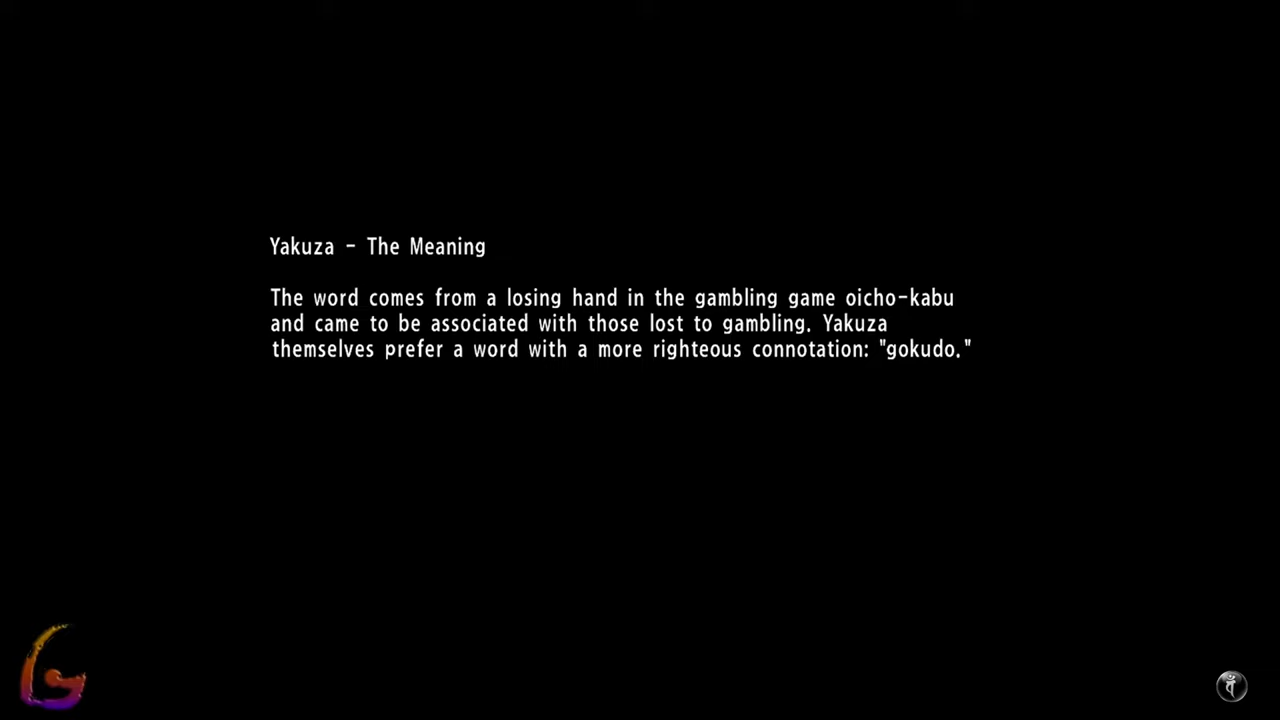 Yakuza - The Meaning
The word comes from a losing hand in the gambling game oicho-kabu
and came to be associated with those lost to gambling. Yakuza
themselves prefer a word with a more righteous connotation: "gokudo."